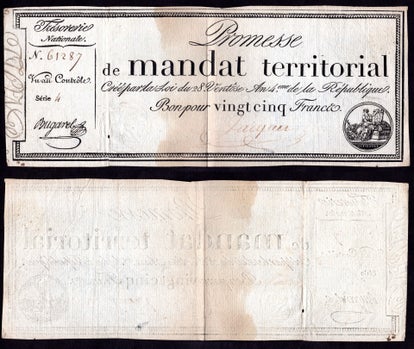 Trésorerie
Nationale.
N. 61287
Vu au Contrôle
Série 4
Bugarel
Promesse
de mandat territorial
Créé par la Loi du 28 Ventôse An 4.me de la République.
Bon pour vingt cinq Francs